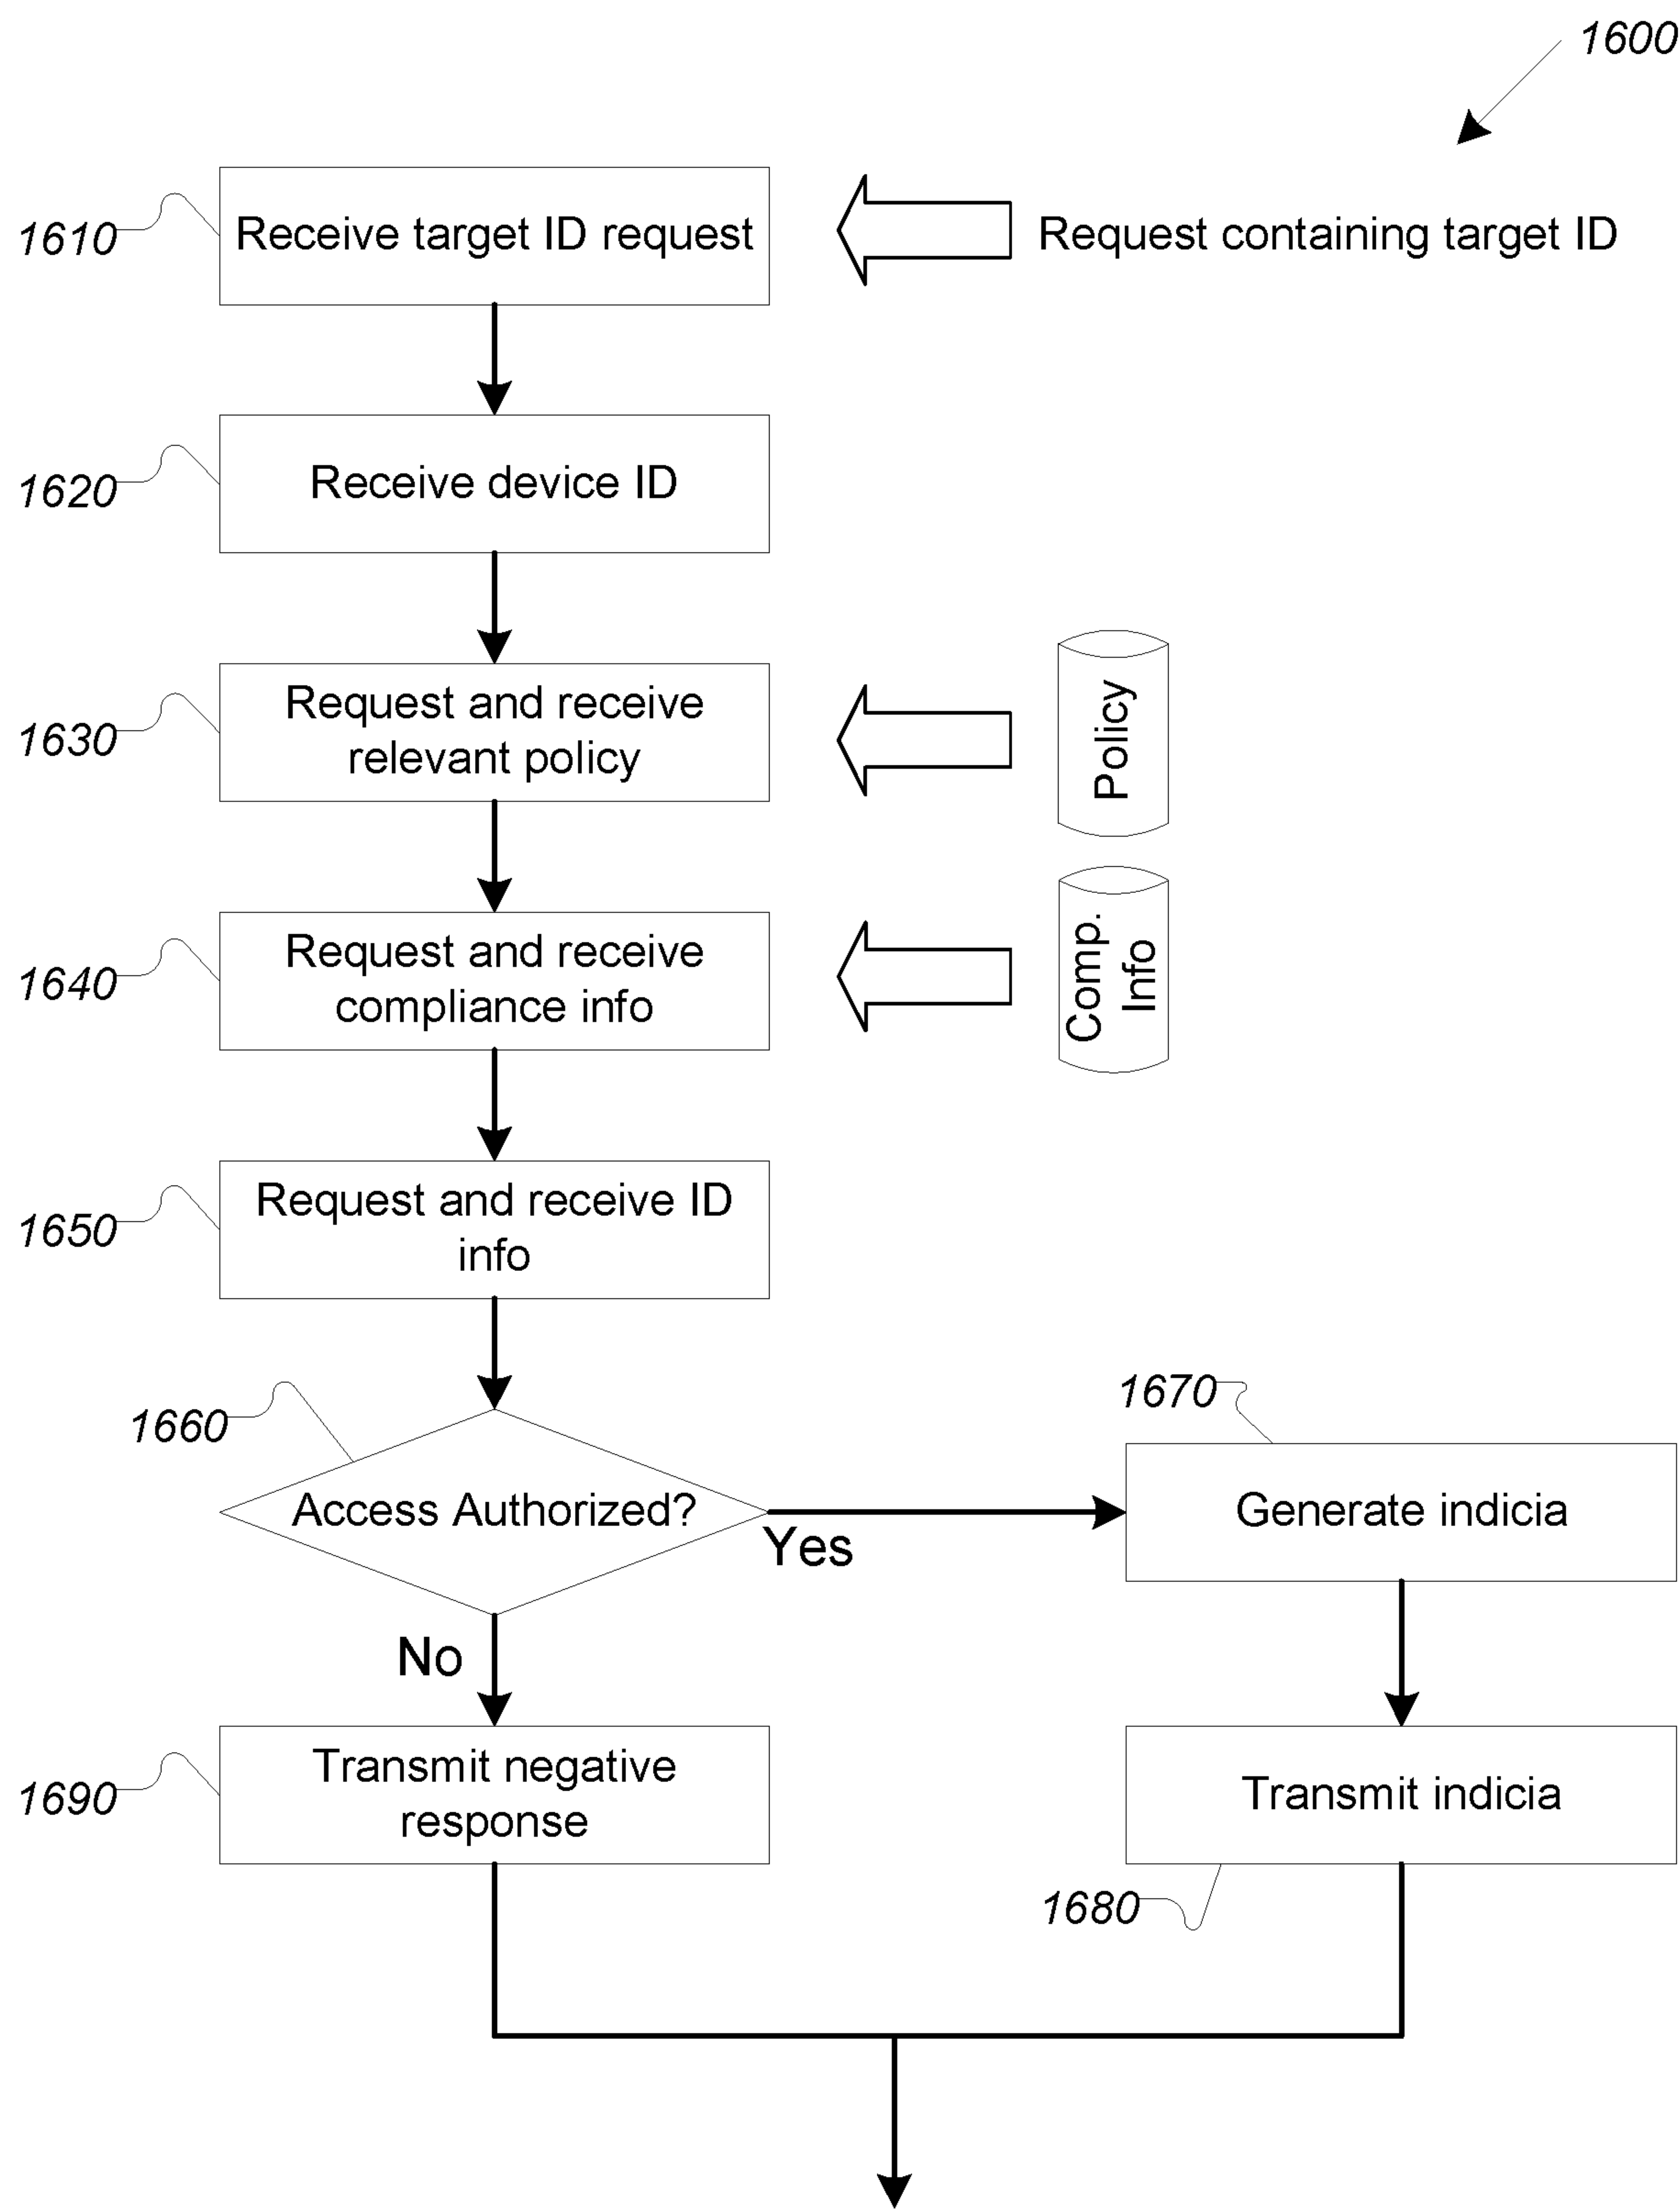 1600
1610
Receive target ID request
Request containing target ID
1620
Receive device ID
1630
Request and receive
relevant policy
Policy
1640
Request and receive
compliance info
Comp.
Info
1650
Request and receive ID
info
1660
Access Authorized?
Yes
No
1670
Generate indicia
1690
Transmit negative
response
Transmit indicia
1680